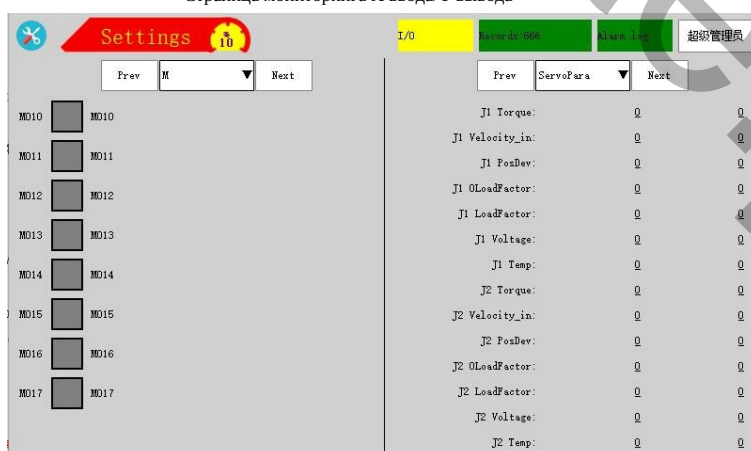 Settings % 10 I/0 Records:666 Alarm log 超级管理员
Prev M Next
M010 M010
M011 M011
M012 M012
M013 M013
M014 M014
M015 M015
M016 M016
M017 M017
Prev ServoPara Next
J1 Torque: 0 0
J1 Velocity_in: 0 0
J1 PosDev: 0 0
J1 OLoadFactor: 0 0
J1 LoadFactor: 0 0
J1 Voltage: 0 0
J1 Temp: 0 0
J2 Torque: 0 0
J2 Velocity_in: 0 0
J2 PosDev: 0 0
J2 OLoadFactor: 0 0
J2 LoadFactor: 0 0
J2 Voltage: 0 0
J2 Temp: 0 0